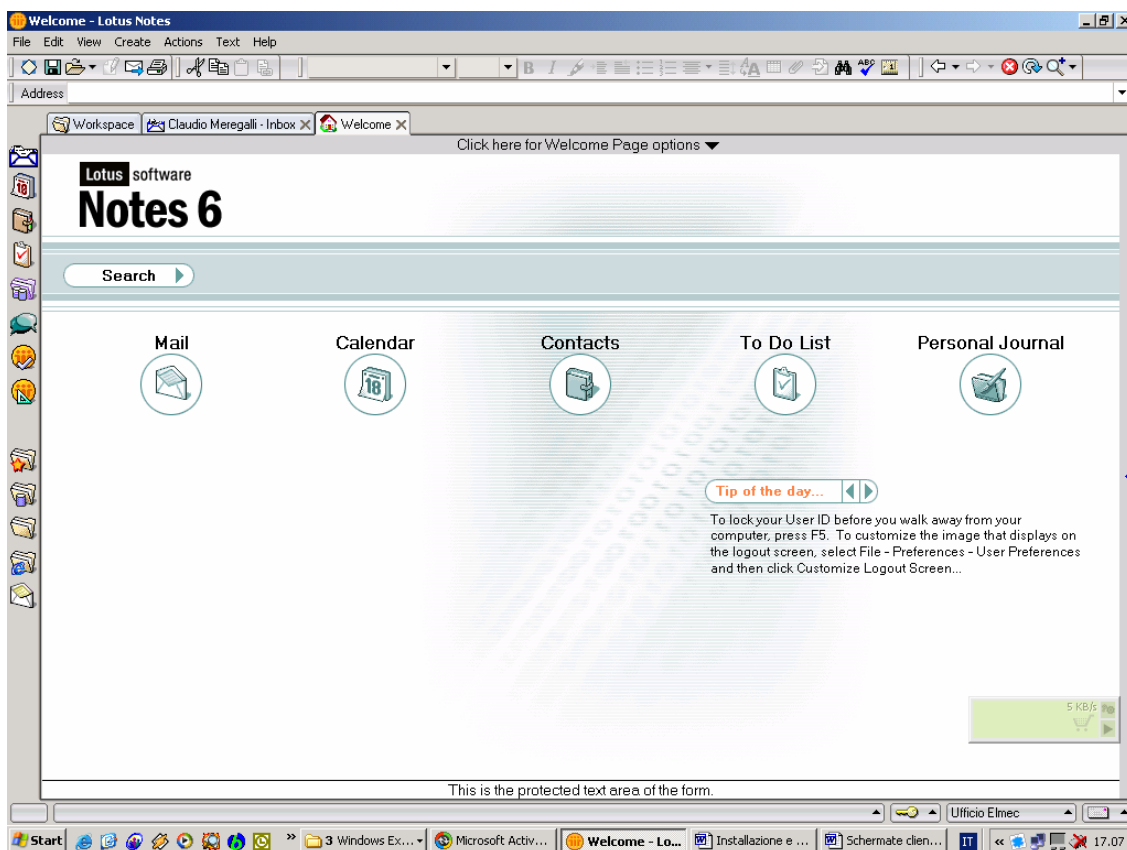 Welcome - Lotus Notes
File Edit View Create Actions Text Help
Address
Workspace Claudio Meregalli - Inbox Welcome
Click here for Welcome Page options
Lotus software
Notes 6
Search
Mail Calendar Contacts To Do List Personal Journal
18
Tip of the day...
To lock your User ID before you walk away from your
computer, press F5. To customize the image that displays on
the logout screen, select File - Preferences - User Preferences
and then click Customize Logout Screen...
5 KB/s
This is the protected text area of the form.
Ufficio Elmec
Start 3 Windows Ex... Microsoft Activ... Welcome - Lo... Installazione e ... Schermate clien... IT 17.07